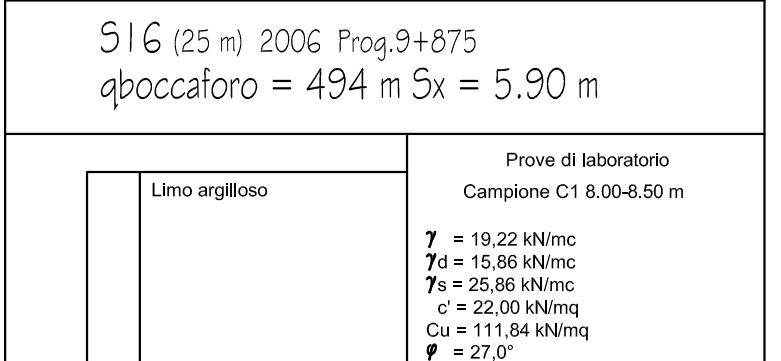 S16 (25 m) 2006 Prog.9+875
qboccaforo = 494 m Sx = 5.90 m
Prove di laboratorio
Limo argilloso
Campione C1 8.00-8.50 m
γ = 19,22 kN/mc
γd = 15,86 kN/mc
γs = 25,86 kN/mc
c' = 22,00 kN/mq
Cu = 111,84 kN/mq
φ = 27,0°